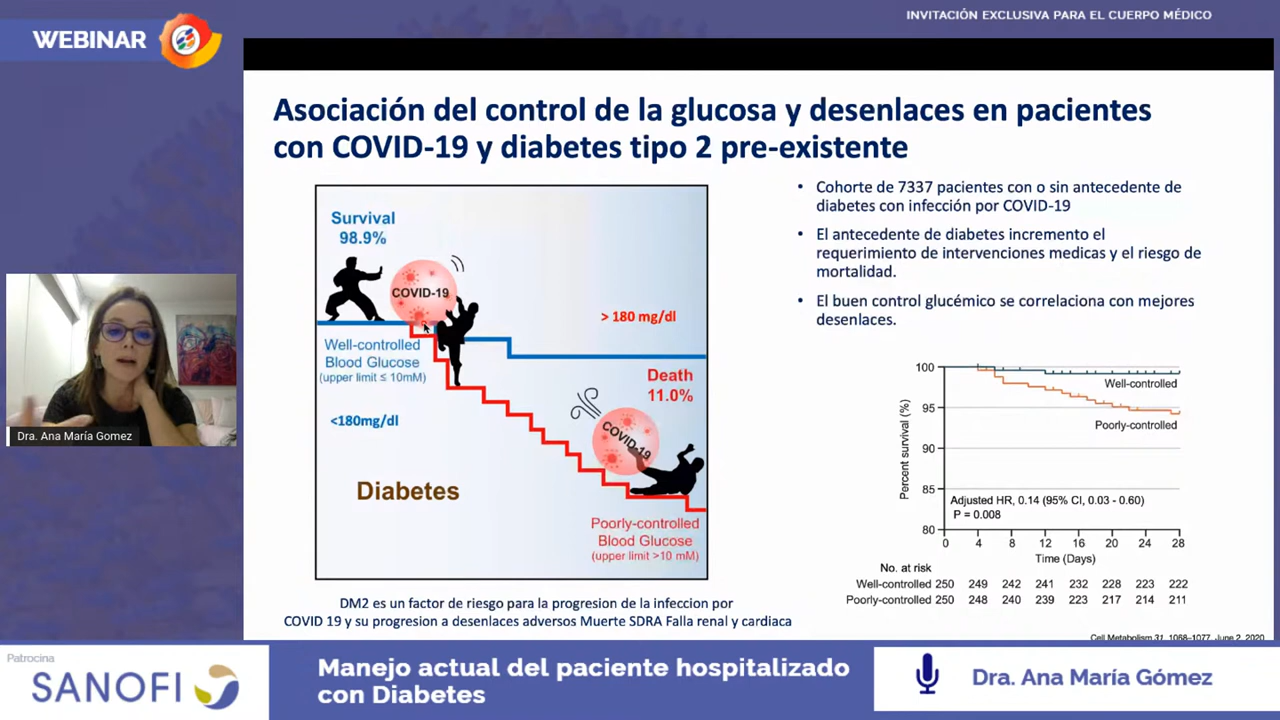 INVITACIÓN EXCLUSIVA PARA EL CUERPO MÉDICO
WEBINAR
Asociación del control de la glucosa y desenlaces en pacientes
con COVID-19 y diabetes tipo 2 pre-existente
Survival
98.9%
COVID-19
> 180 mg/dl
Well-controlled
Blood Glucose
(upper limit ≤ 10mM)
<180mg/dl
Death
11.0%
COVID-19
Diabetes
Poorly-controlled
Blood Glucose
(upper limit >10 mM)
DM2 es un factor de riesgo para la progresion de la infeccion por
COVID 19 y su progresion a desenlaces adversos Muerte SDRA Falla renal y cardiaca
• Cohorte de 7337 pacientes con o sin antecedente de
diabetes con infección por COVID-19
• El antecedente de diabetes incremento el
requerimiento de intervenciones medicas y el riesgo de
mortalidad.
• El buen control glucémico se correlaciona con mejores
desenlaces.
Percent survival (%)
100
95
90
85
80
Well-controlled
Poorly-controlled
Adjusted HR, 0.14 (95% CI, 0.03 - 0.60)
P = 0.008
0 4 8 12 16 20 24 28
Time (Days)
No. at risk
Well-controlled 250 249 242 241 232 228 223 222
Poorly-controlled 250 248 240 239 223 217 214 211
Cell Metabolism 31, 1068–1077, June 2, 2020
Dra. Ana María Gomez
Patrocina
SANOFI
Manejo actual del paciente hospitalizado
con Diabetes
Dra. Ana María Gómez